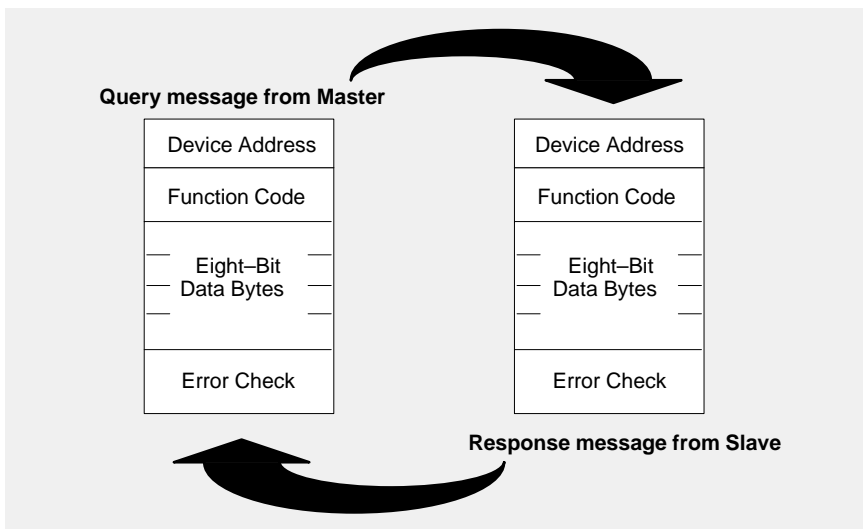 Query message from Master
Device Address
Function Code
Eight–Bit
Data Bytes
Error Check
Device Address
Function Code
Eight–Bit
Data Bytes
Error Check
Response message from Slave